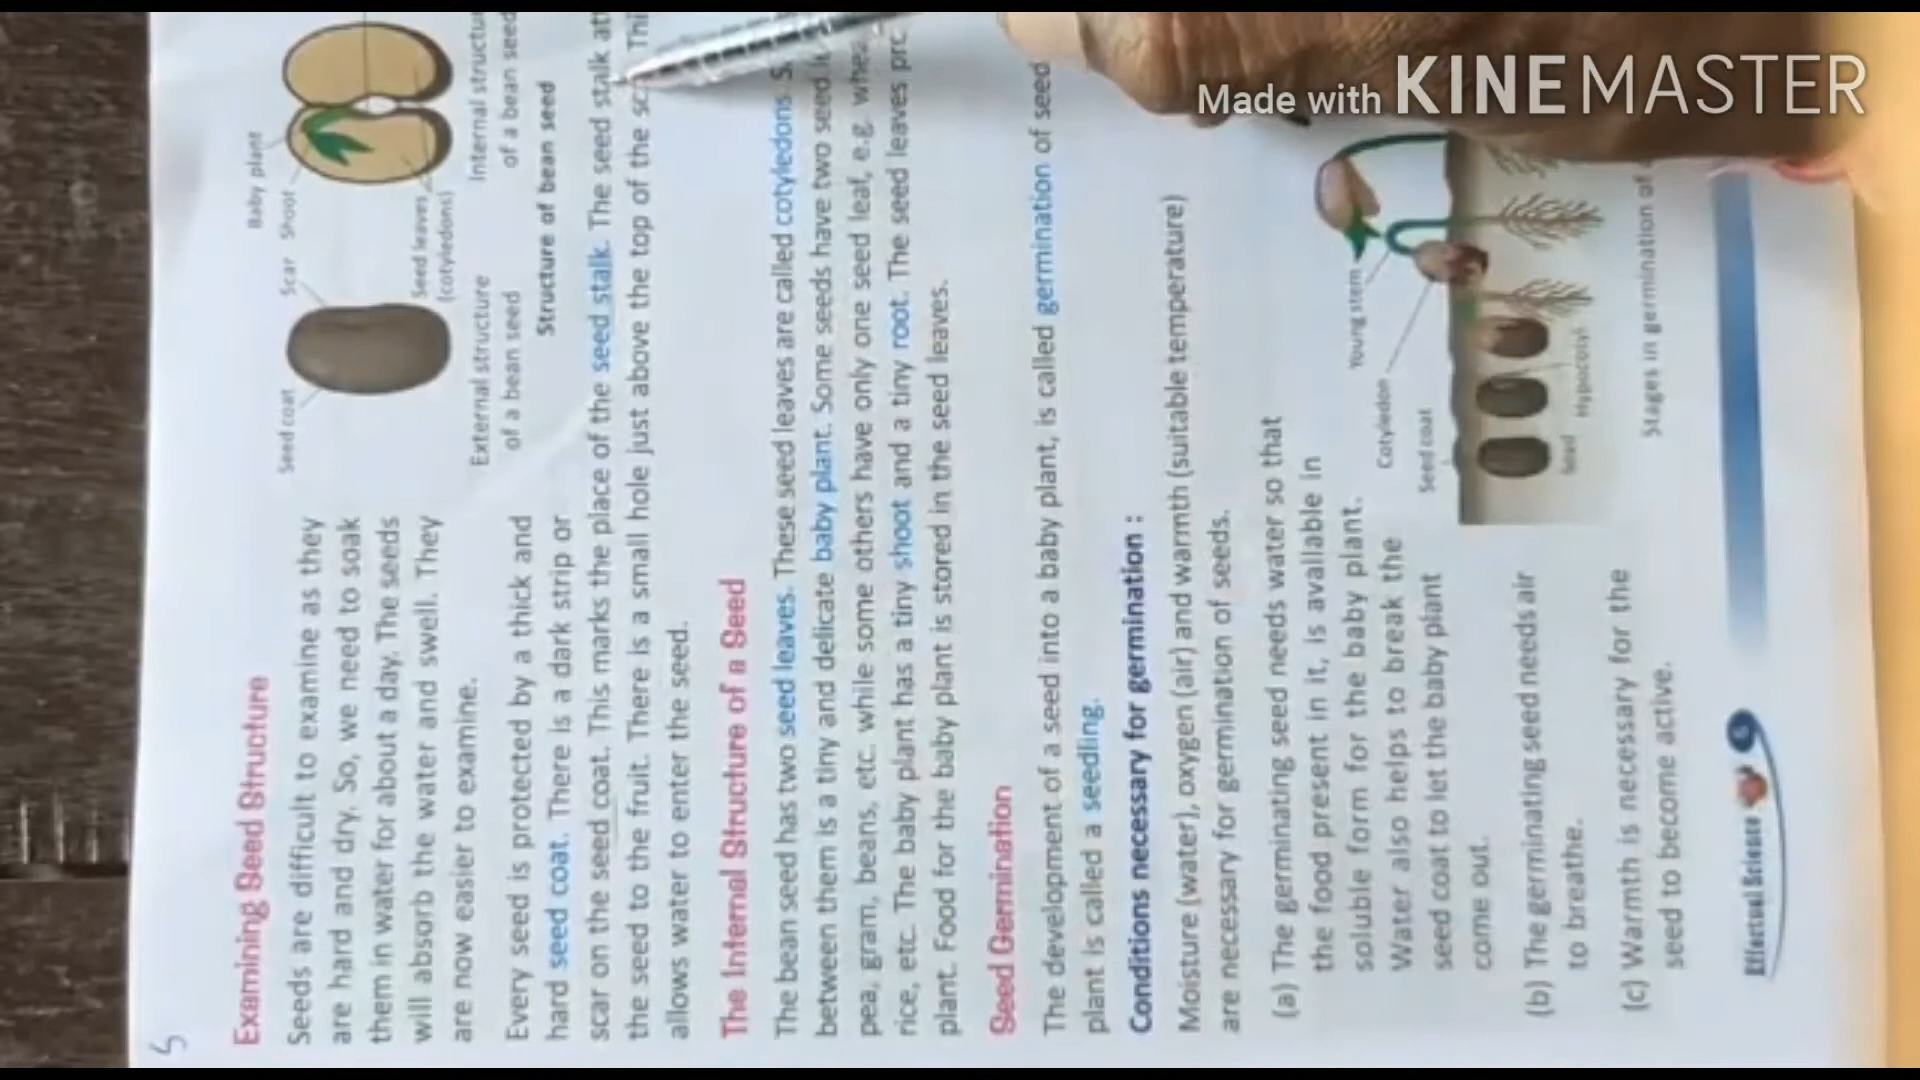 5
Examining Seed Structure
Seeds are difficult to examine as they
are hard and dry. So, we need to soak
them in water for about a day. The seeds
will absorb the water and swell. They
are now easier to examine.
Every seed is protected by a thick and
hard seed coat. There is a dark strip or
scar on the seed coat. This marks the place of the seed stalk. The seed stalk
the seed to the fruit. There is a small hole just above the top of the
allows water to enter the seed.
Baby plant
Seed coat Scar Shoot
Seed leaves
(cotyledons)
External structure
of a bean seed
Internal
of a bean seed
Structure of bean seed
The Internal Structure of a Seed
The bean seed has two seed leaves. These seed leaves are called cotyledons.
between them is a tiny and delicate baby plant. Some seeds have two seed
pea, gram, beans, etc. while some others have only one seed leaf, e.g.
rice, etc. The baby plant has a tiny shoot and a tiny root. The seed leaves
plant. Food for the baby plant is stored in the seed leaves.
Seed Germination
The development of a seed into a baby plant, is called germination of seed
plant is called a seedling.
Conditions necessary for germination :
Moisture (water), oxygen (air) and warmth (suitable temperature)
are necessary for germination of seeds.
(a) The germinating seed needs water so that
the food present in it, is available in
soluble form for the baby plant.
Water also helps to break the
seed coat to let the baby plant
come out.
(b) The germinating seed needs air
to breathe.
(c) Warmth is necessary for the
seed to become active.
Young stem
Cotyledon
Seed coat
Seed
Hypocotyl
Stages in germination of
Effectual Science
5
Made with KINEMASTER